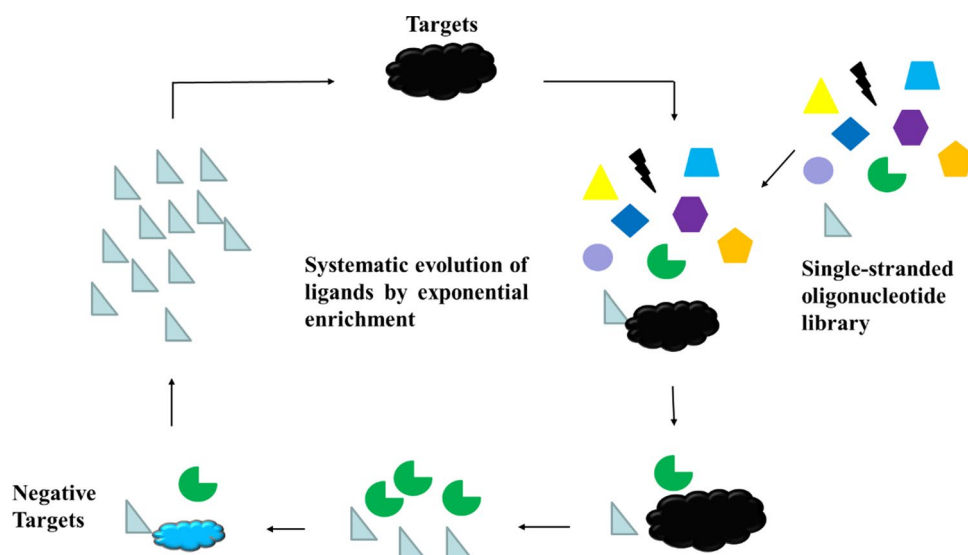 Targets
Systematic evolution of
ligands by exponential
enrichment
Single-stranded
oligonucleotide
library
Negative
Targets